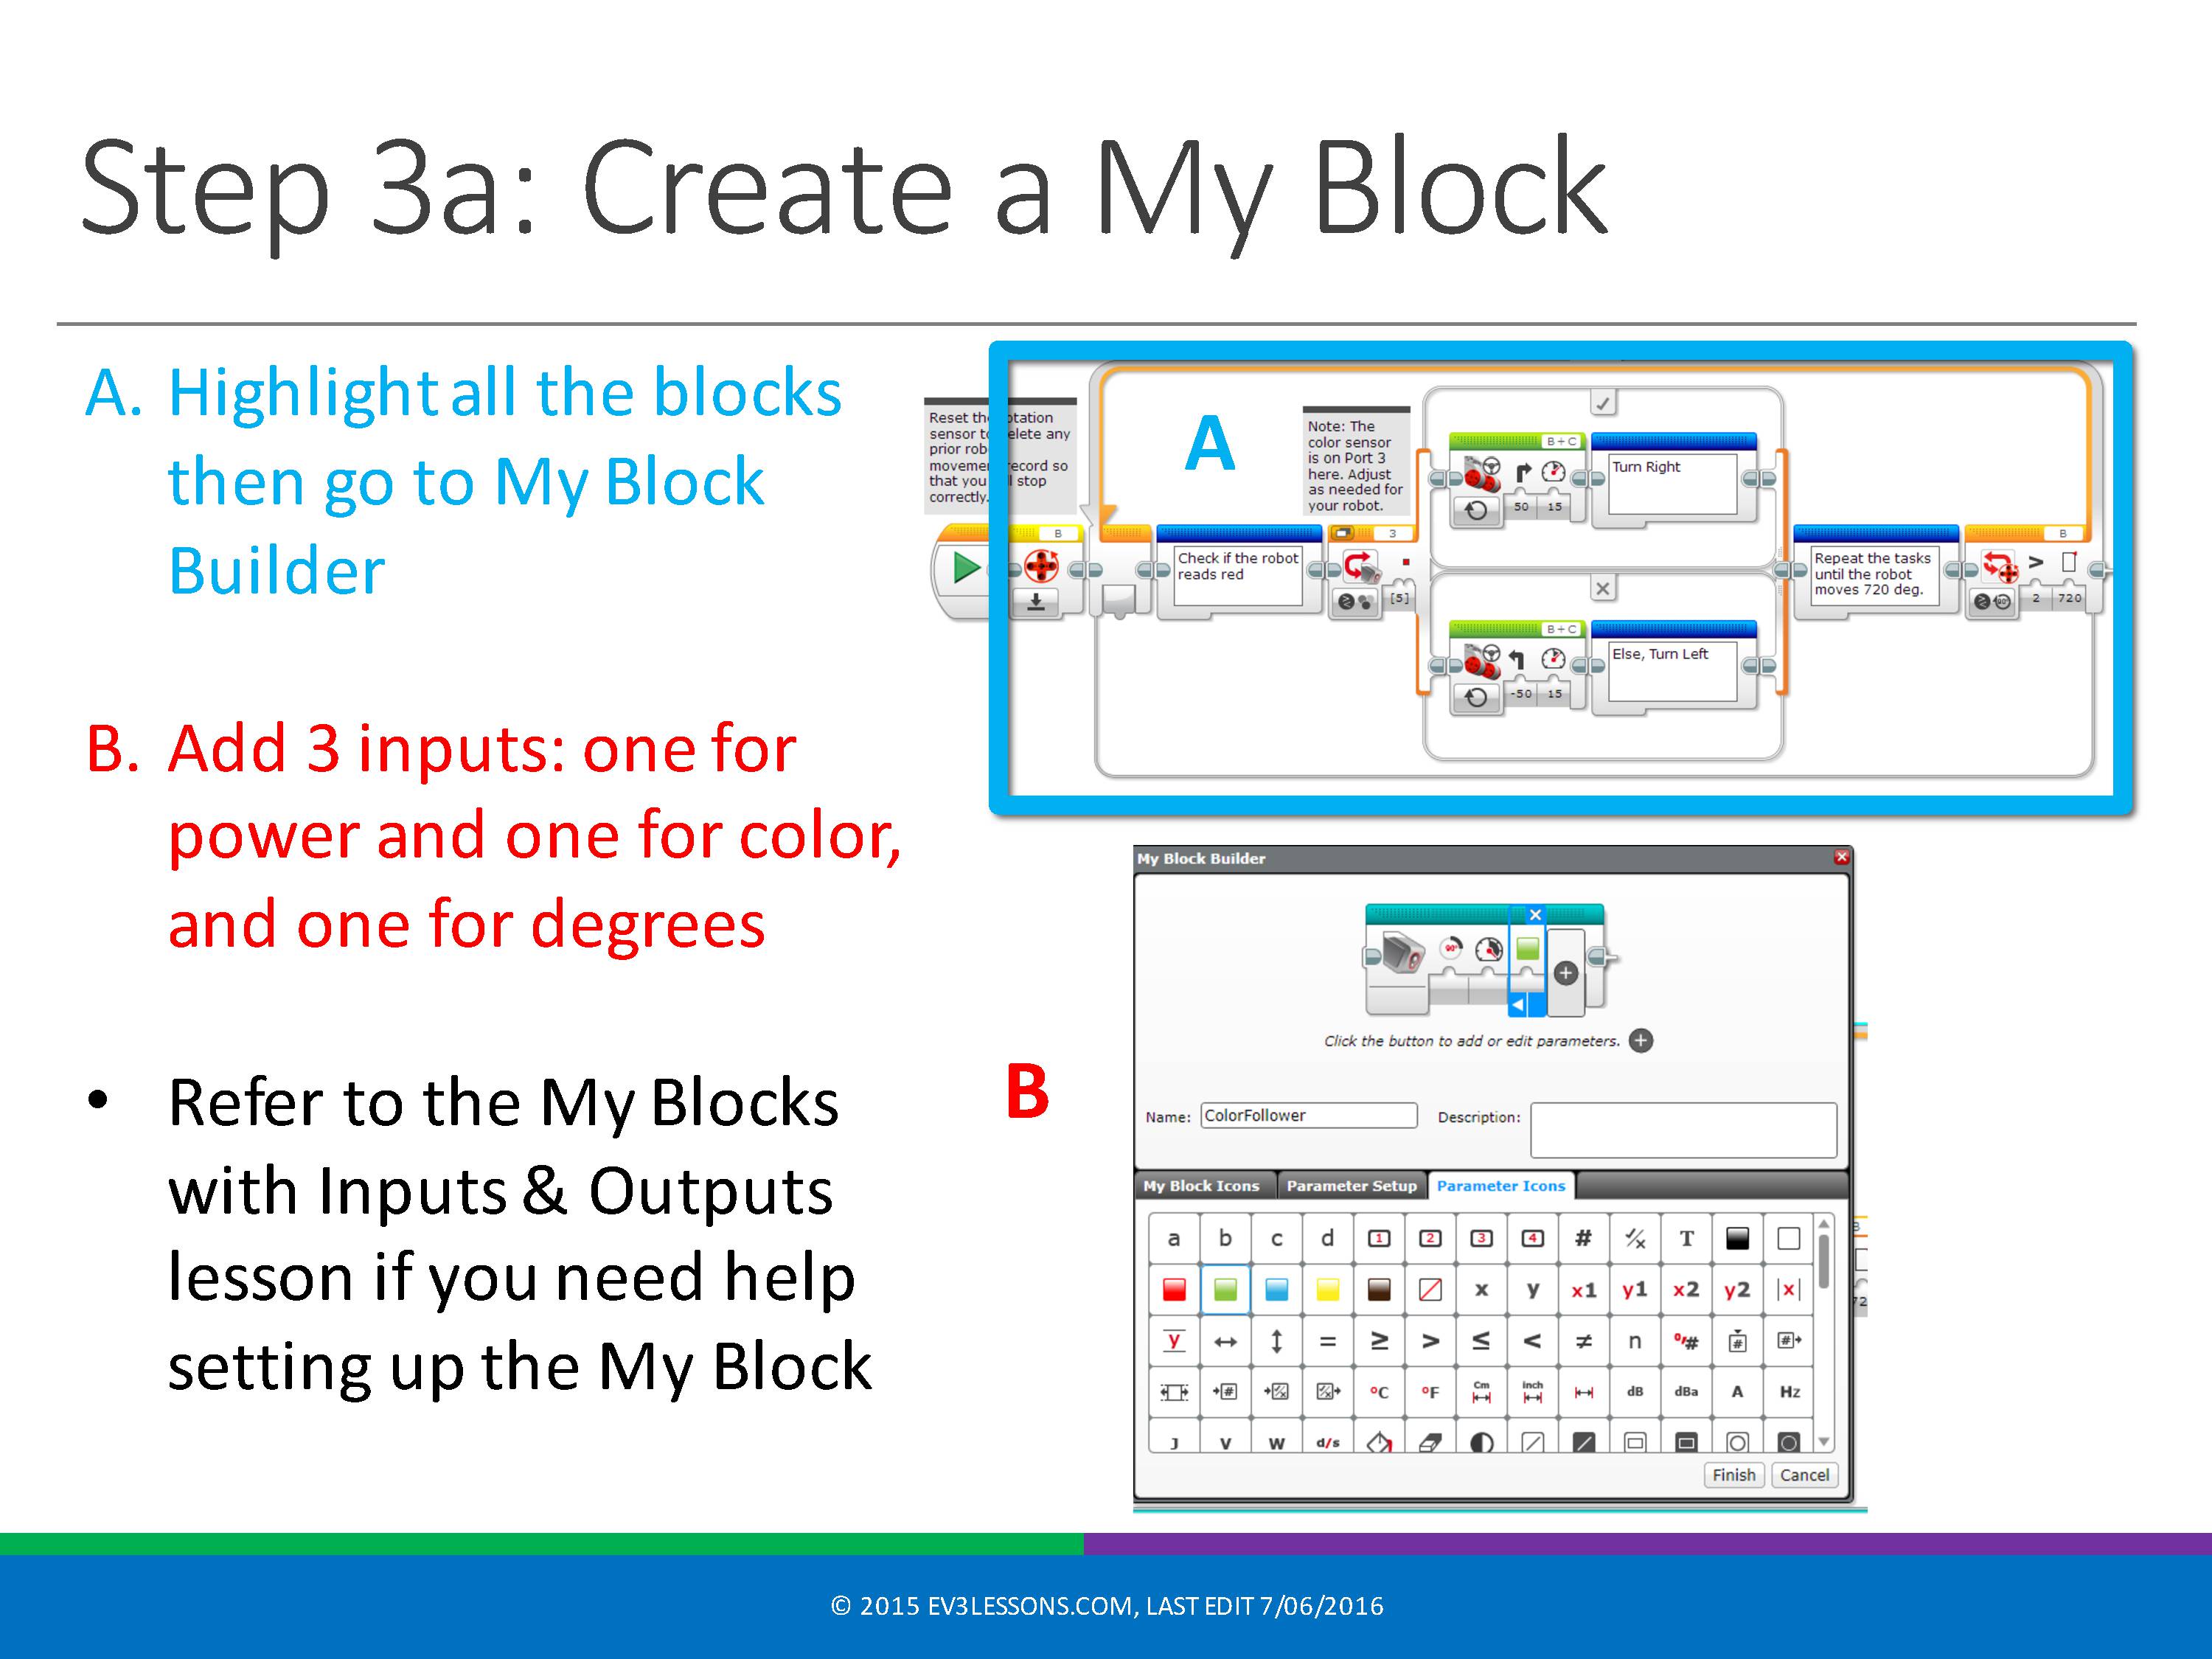 Step 3a: Create a My Block
A. Highlight all the blocks
then go to My Block
Builder
B. Add 3 inputs: one for
power and one for color,
and one for degrees
• Refer to the My Blocks
with Inputs & Outputs
lesson if you need help
setting up the My Block
A
Reset the otation
sensor to elete any
prior rob
movemen record so
that you ll stop
correctly.
Note: The
color sensor
is on Port 3
here. Adjust
as needed for
your robot.
B + C
Turn Right
50 15
B
Check if the robot
reads red
3
[5]
Repeat the tasks
until the robot
moves 720 deg.
B
>
2 720
B + C
Else, Turn Left
-50 15
B
My Block Builder
Click the button to add or edit parameters.
Name: ColorFollower
Description:
My Block Icons Parameter Setup Parameter Icons
a b c d 1 2 3 4 # T
x y x1 y1 x2 y2 |x|
y = ≥ > ≤ < ≠ n #
# °C °F Cm Inch dB dBa A Hz
J V W d/s
Finish Cancel
© 2015 EV3LESSONS.COM, LAST EDIT 7/06/2016